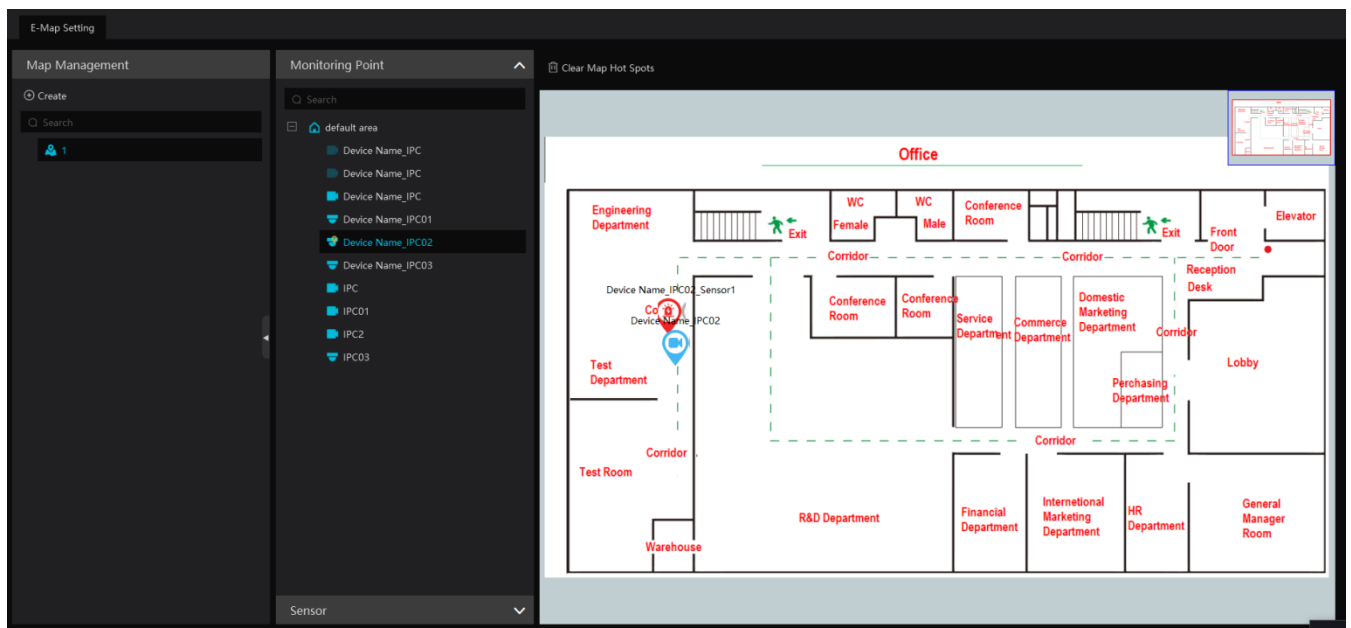 E-Map Setting
Map Management
Create
Search
1
Monitoring Point
Search
default area
Device Name_IPC
Device Name_IPC
Device Name_IPC
Device Name_IPC01
Device Name_IPC02
Device Name_IPC03
IPC
IPC01
IPC2
IPC03
Sensor
Clear Map Hot Spots
Office
Engineering
Department
Exit
WC
Female
WC
Male
Conference
Room
Exit
Front
Door
Elevator
Corridor
Corridor
Reception
Desk
Device Name_IPC02_Sensor1
Co
Device Name_IPC02
Conference
Room
Conference
Room
Service
Department
Commerce
Department
Domestic
Marketing
Department
Corridor
Lobby
Test
Department
Perchasing
Department
Corridor
Corridor
Test Room
R&D Department
Financial
Department
Internetional
Marketing
Department
HR
Department
General
Manager
Room
Warehouse